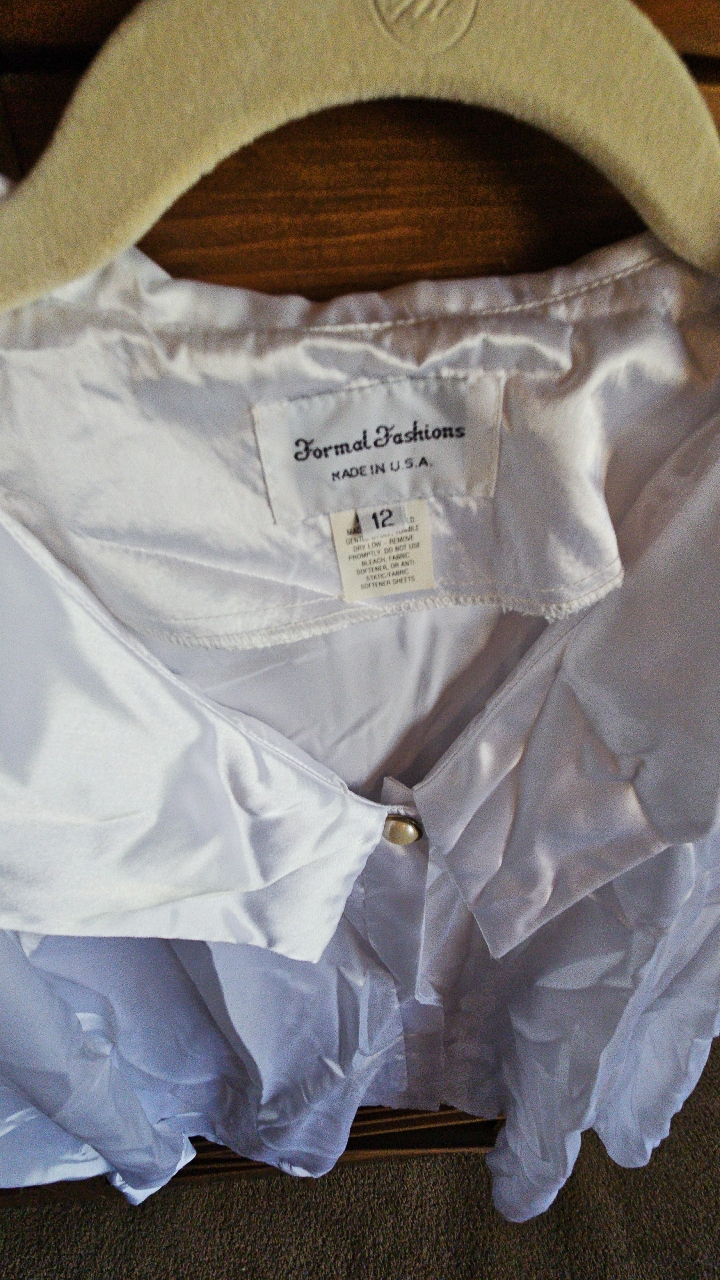 Formal Fashions
MADE IN U.S.A.
12
DRY LOW - REMOVE
PROMPTLY, DO NOT USE
BLEACH, FABRIC
SOFTENER, OR ANTI-
STATIC/FABRIC
SOFTENER SHEETS